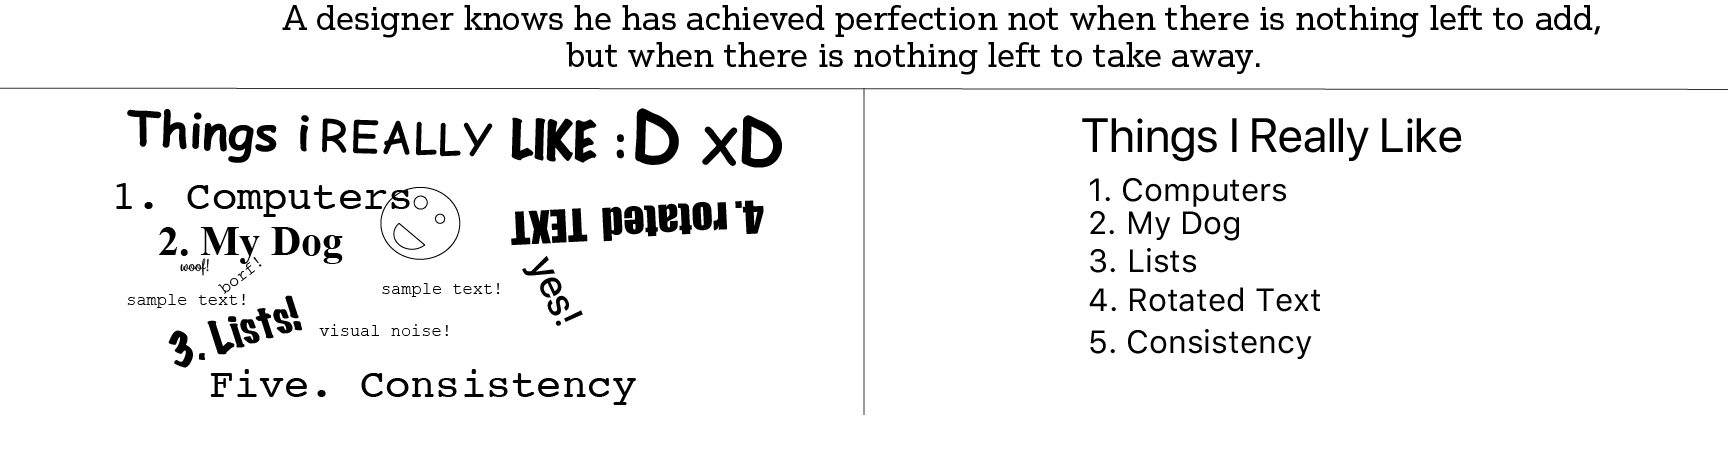 A designer knows he has achieved perfection not when there is nothing left to add,
but when there is nothing left to take away.
Things i REALLY LIKE :D xD
1. Computers
2. My Dog
woof!
borf!
sample text!
3. Lists!
4. rotated TEXT
yes!
sample text!
visual noise!
Five. Consistency
Things I Really Like
1. Computers
2. My Dog
3. Lists
4. Rotated Text
5. Consistency